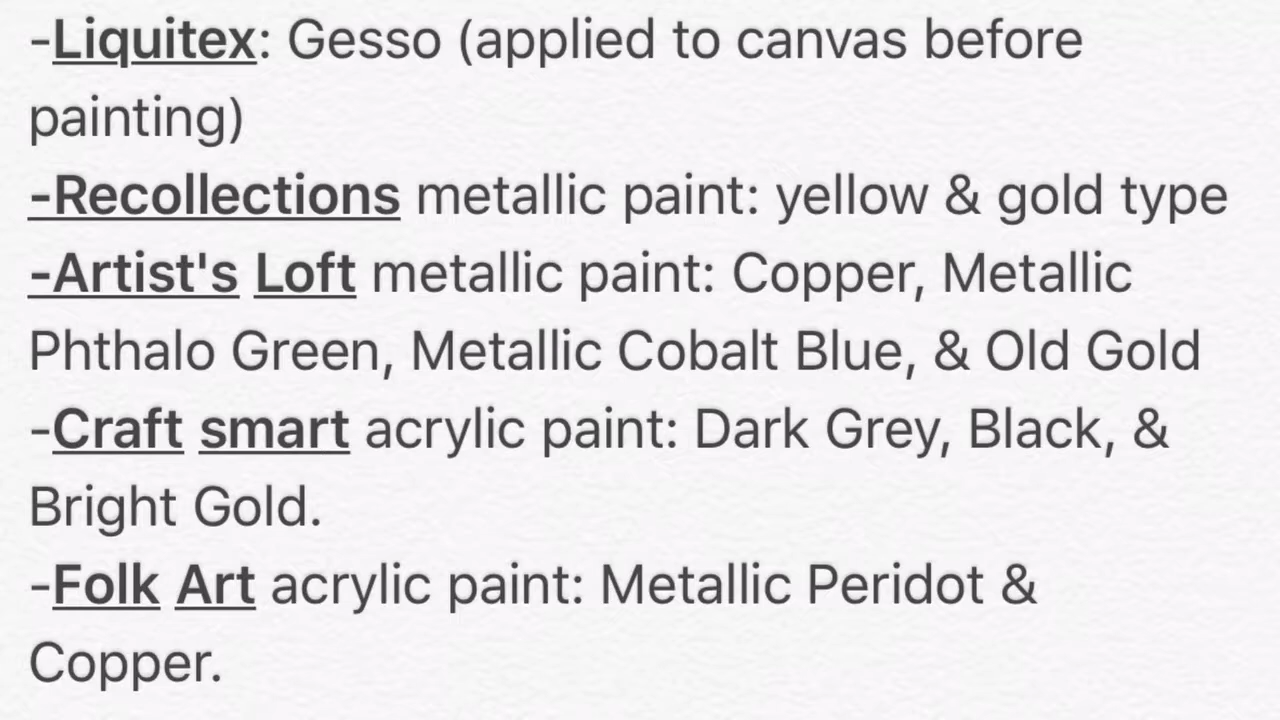 -Liquitex: Gesso (applied to canvas before
painting)
-Recollections metallic paint: yellow & gold type
-Artist's Loft metallic paint: Copper, Metallic
Phthalo Green, Metallic Cobalt Blue, & Old Gold
-Craft smart acrylic paint: Dark Grey, Black, &
Bright Gold.
-Folk Art acrylic paint: Metallic Peridot &
Copper.